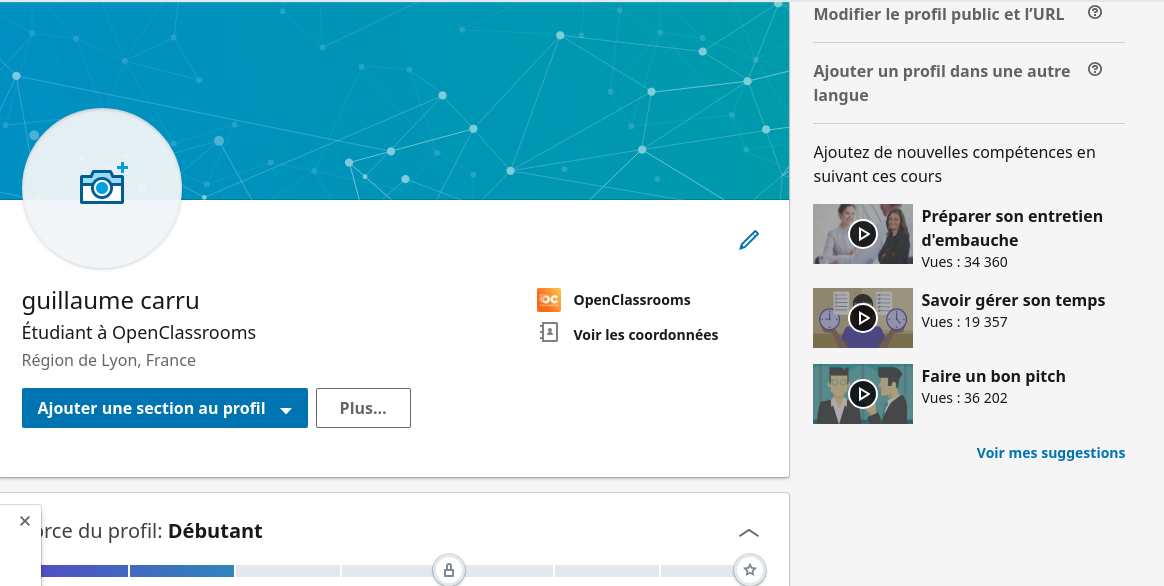 guillaume carru
Étudiant à OpenClassrooms
Région de Lyon, France
Ajouter une section au profil
Plus...
oc
OpenClassrooms
Voir les coordonnées
rce du profil: Débutant
Modifier le profil public et l’URL
Ajouter un profil dans une autre
langue
Ajoutez de nouvelles compétences en
suivant ces cours
Préparer son entretien
d'embauche
Vues : 34 360
Savoir gérer son temps
Vues : 19 357
Faire un bon pitch
Vues : 36 202
Voir mes suggestions